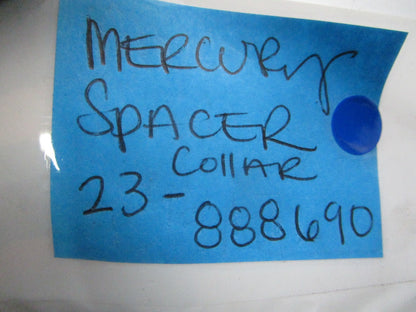 MERCURY
SPACER
COllAR
23-
888690